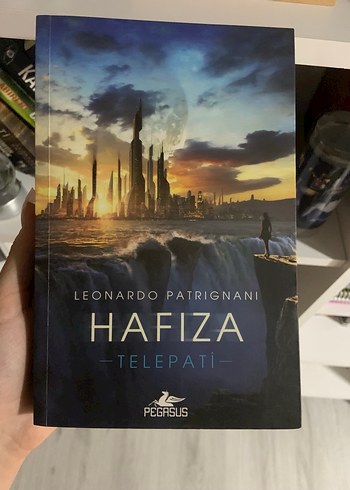 LEONARDO PATRIGNANI
HAFIZA
TELEPATİ
PEGASUS